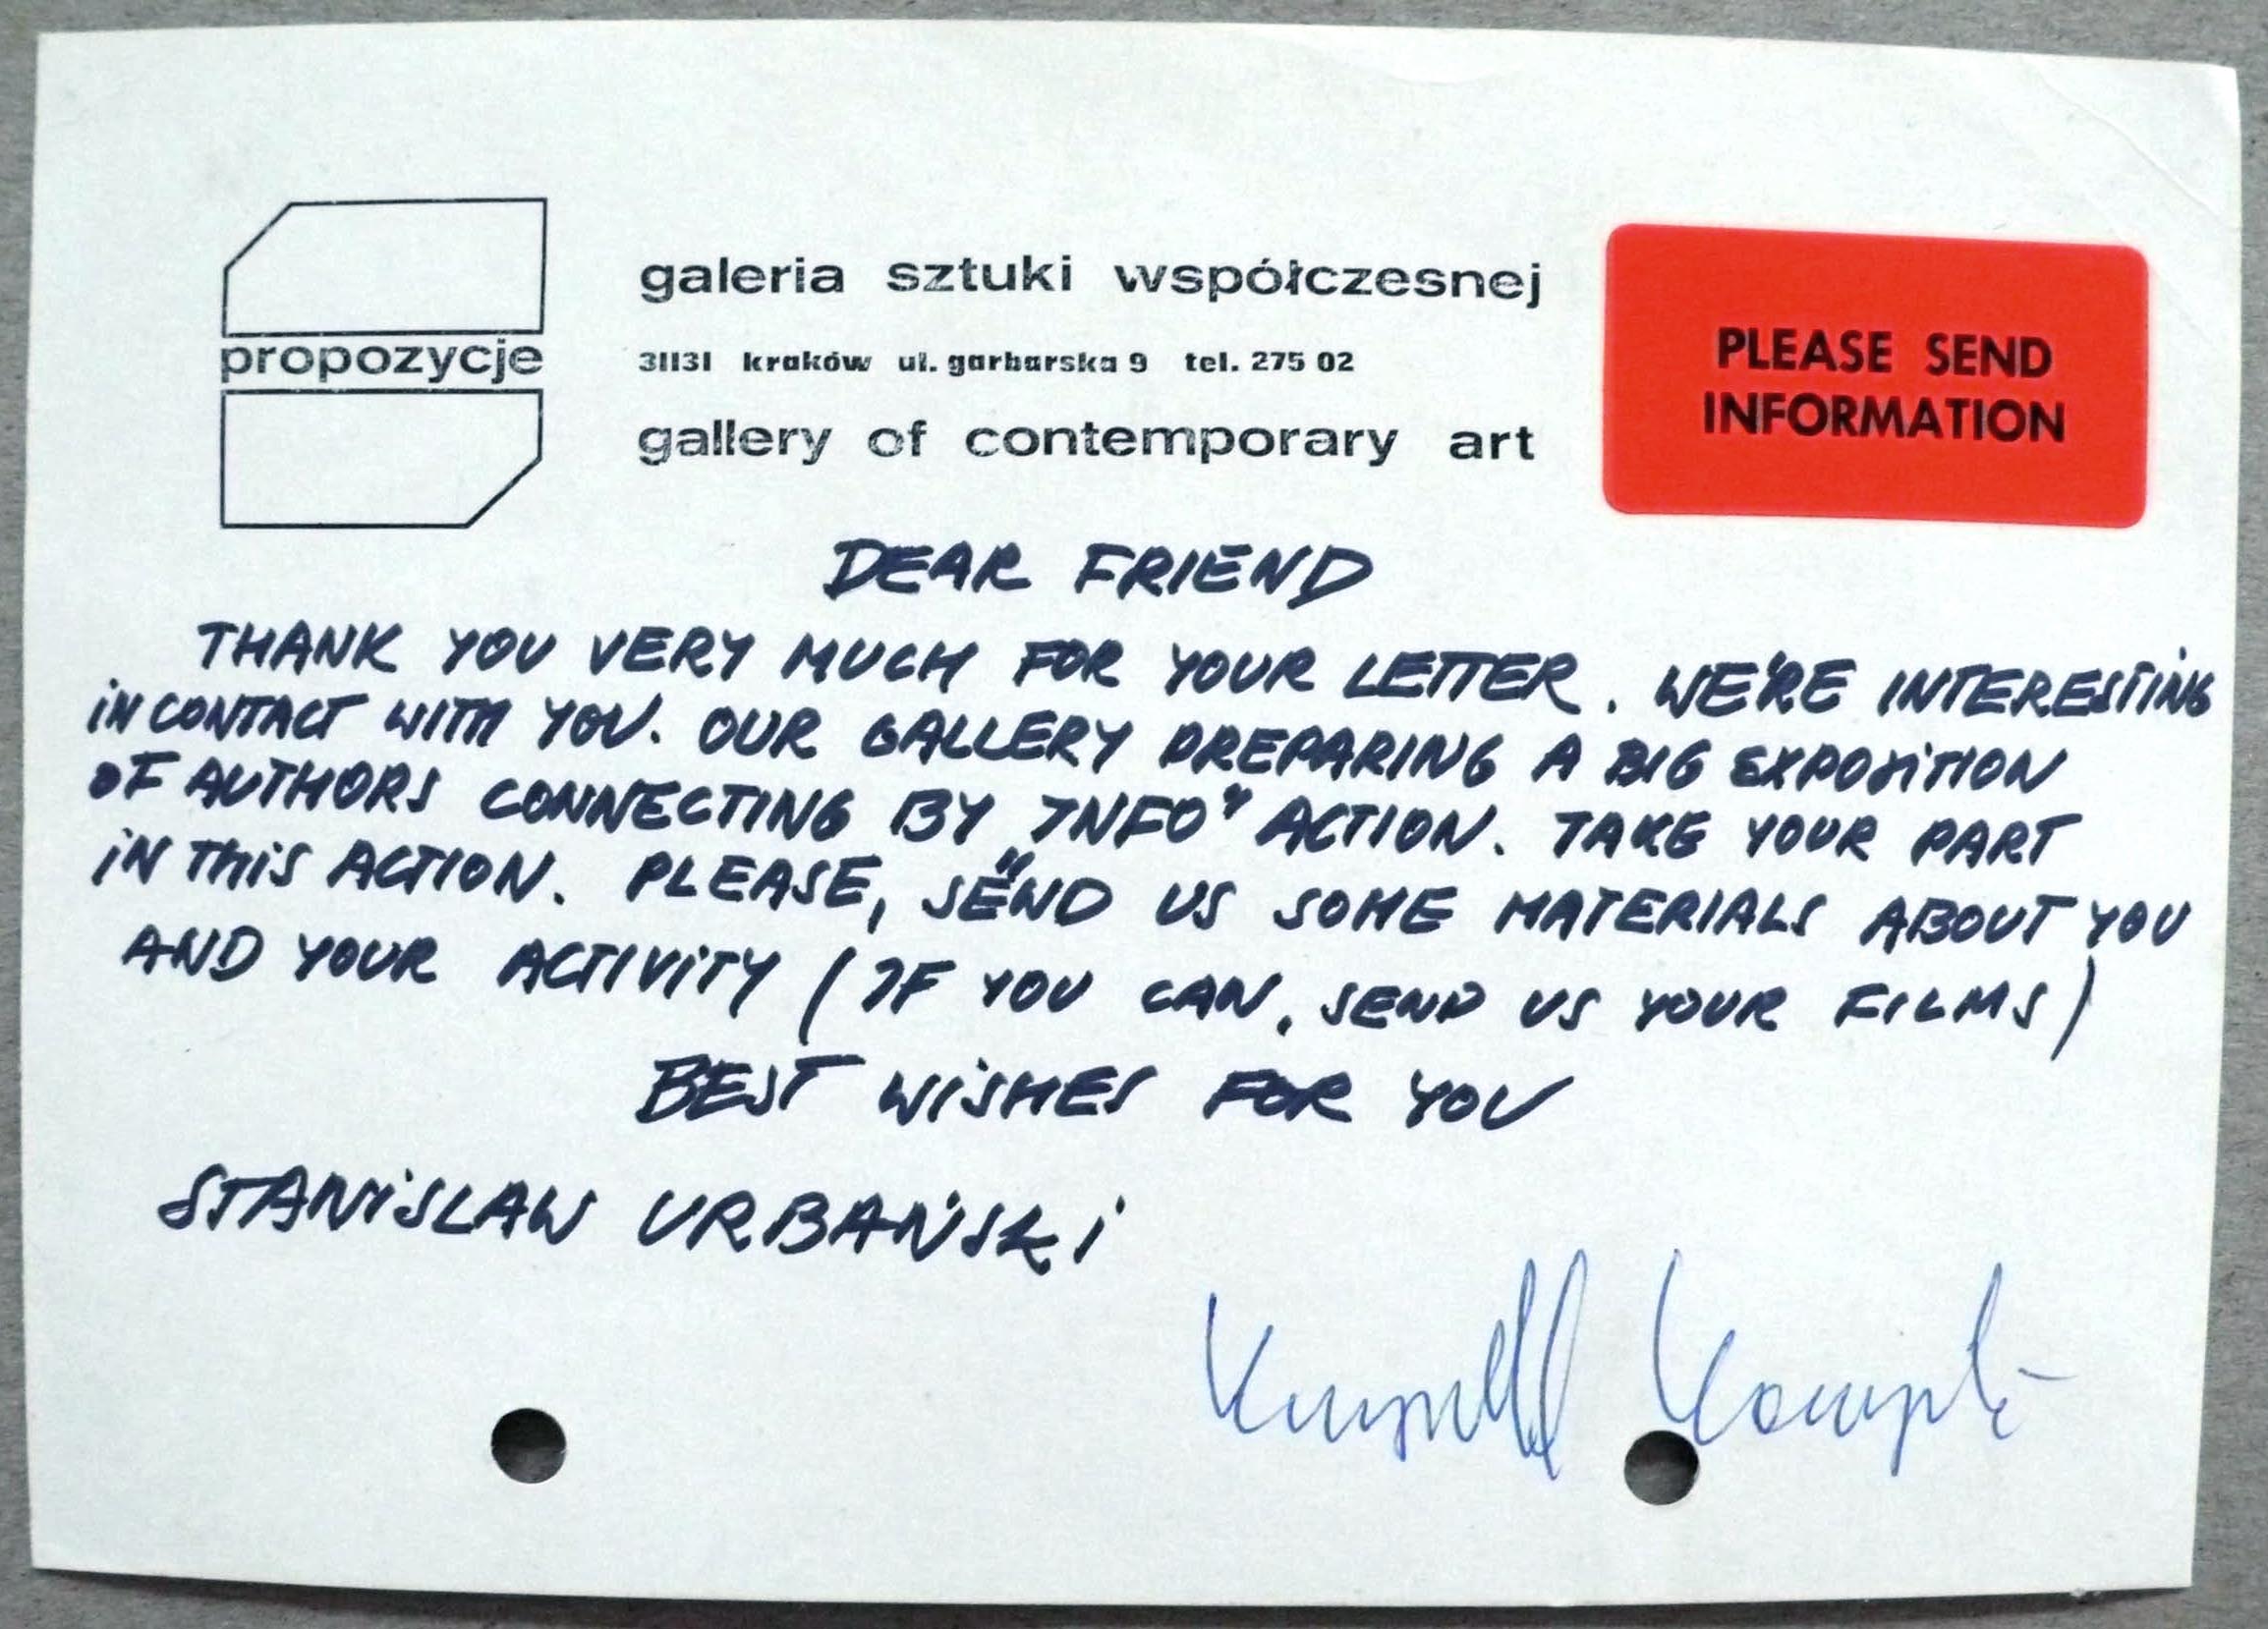 propozycje
galeria sztuki współczesnej
31131 kraków ul. garbarska 9 tel. 275 02
gallery of contemporary art
PLEASE SEND
INFORMATION
DEAR FRIEND
THANK YOU VERY MUCH FOR YOUR LETTER. WE'RE INTERESTING
IN CONTACT WITH YOU. OUR GALLERY PREPARING A BIG EXPOSITION
OF AUTHORS CONNECTING BY „INFO" ACTION. TAKE YOUR PART
IN THIS ACTION. PLEASE, SEND US SOME MATERIALS ABOUT YOU
AND YOUR ACTIVITY (IF YOU CAN, SEND US YOUR FILMS)
BEST WISHES FOR YOU
STANISLAW URBAŃSKI